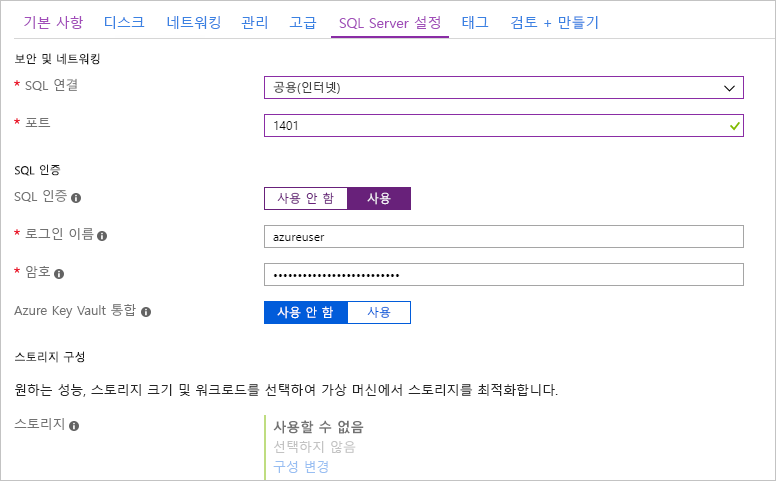 기본 사항 디스크 네트워킹 관리 고급 SQL Server 설정 태그 검토 + 만들기
보안 및 네트워킹
* SQL 연결 공용(인터넷)
* 포트 1401
SQL 인증
SQL 인증 사용 안 함 사용
* 로그인 이름 azureuser
* 암호 ••••••••••••••••••••••••••
Azure Key Vault 통합 사용 안 함 사용
스토리지 구성
원하는 성능, 스토리지 크기 및 워크로드를 선택하여 가상 머신에서 스토리지를 최적화합니다.
스토리지 사용할 수 없음
선택하지 않음
구성 변경